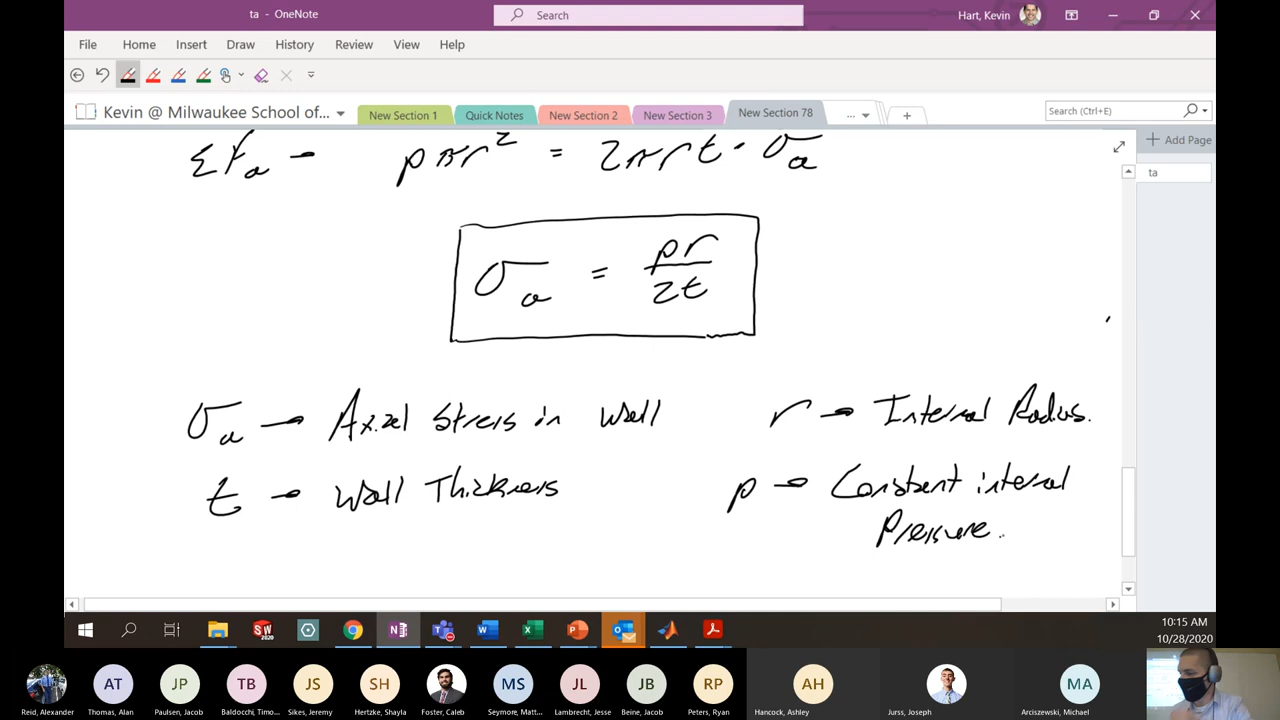 ta - OneNote
Search
Hart, Kevin
File Home Insert Draw History Review View Help
Kevin @ Milwaukee School of...
New Section 1
Quick Notes
New Section 2
New Section 3
New Section 78
...
Search (Ctrl+E)
Add Page
ta
ΣFa - pπr² = 2πrt · σa
σa = pr/2t
σa → Axial Stress in Wall
r → Internal Radius.
t → Wall Thickness
p → Constant internal
Pressure.
10:15 AM
10/28/2020
AT JP TB JS SH MS JL JB RP AH MA
Reid, Alexander
Thomas, Alan
Paulsen, Jacob
Baldocchi, Timo...
Sikes, Jeremy
Hertzke, Shayla
Foster, Caleb
Seymore, Matt...
Lambrecht, Jesse
Beine, Jacob
Peters, Ryan
Hancock, Ashley
Jurss, Joseph
Arciszewski, Michael